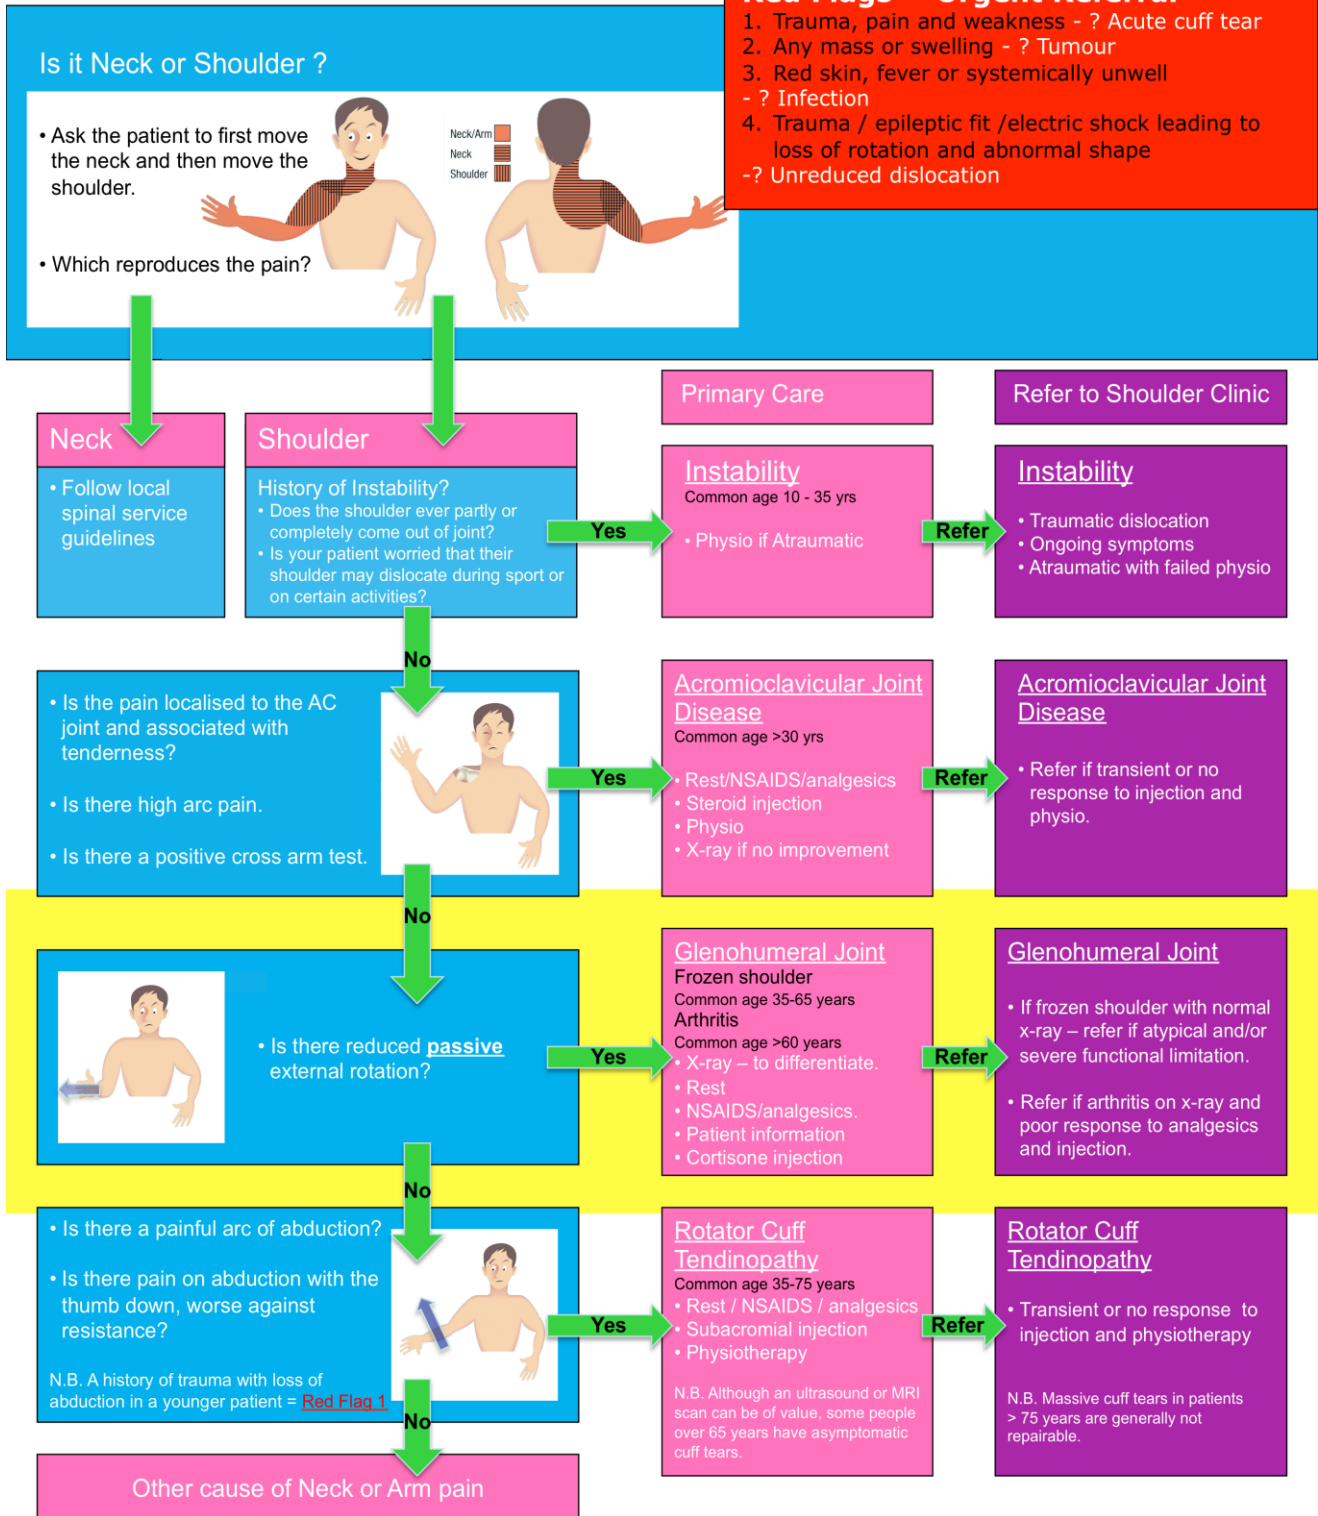 Red Flags - Urgent Referral
1. Trauma, pain and weakness - ? Acute cuff tear
2. Any mass or swelling - ? Tumour
3. Red skin, fever or systemically unwell
- ? Infection
4. Trauma / epileptic fit /electric shock leading to
loss of rotation and abnormal shape
-? Unreduced dislocation
Is it Neck or Shoulder ?
• Ask the patient to first move
the neck and then move the
shoulder.
• Which reproduces the pain?
Neck/Arm
Neck
Shoulder
Primary Care
Refer to Shoulder Clinic
Neck
• Follow local
spinal service
guidelines
Shoulder
History of Instability?
• Does the shoulder ever partly or
completely come out of joint?
• Is your patient worried that their
shoulder may dislocate during sport or
on certain activities?
Yes
Instability
Common age 10 - 35 yrs
• Physio if Atraumatic
Refer
Instability
• Traumatic dislocation
• Ongoing symptoms
• Atraumatic with failed physio
No
• Is the pain localised to the AC
joint and associated with
tenderness?
• Is there high arc pain.
• Is there a positive cross arm test.
Yes
Acromioclavicular Joint
Disease
Common age >30 yrs
• Rest/NSAIDS/analgesics
• Steroid injection
• Physio
• X-ray if no improvement
Refer
Acromioclavicular Joint
Disease
• Refer if transient or no
response to injection and
physio.
No
• Is there reduced passive
external rotation?
Yes
Glenohumeral Joint
Frozen shoulder
Common age 35-65 years
Arthritis
Common age >60 years
• X-ray – to differentiate.
• Rest
• NSAIDS/analgesics.
• Patient information
• Cortisone injection
Refer
Glenohumeral Joint
• If frozen shoulder with normal
x-ray – refer if atypical and/or
severe functional limitation.
• Refer if arthritis on x-ray and
poor response to analgesics
and injection.
No
• Is there a painful arc of abduction?
• Is there pain on abduction with the
thumb down, worse against
resistance?
N.B. A history of trauma with loss of
abduction in a younger patient = Red Flag 1
Yes
Rotator Cuff
Tendinopathy
Common age 35-75 years
• Rest / NSAIDS / analgesics
• Subacromial injection
• Physiotherapy
N.B. Although an ultrasound or MRI
scan can be of value, some people
over 65 years have asymptomatic
cuff tears.
Refer
Rotator Cuff
Tendinopathy
• Transient or no response to
injection and physiotherapy
N.B. Massive cuff tears in patients
> 75 years are generally not
repairable.
No
Other cause of Neck or Arm pain